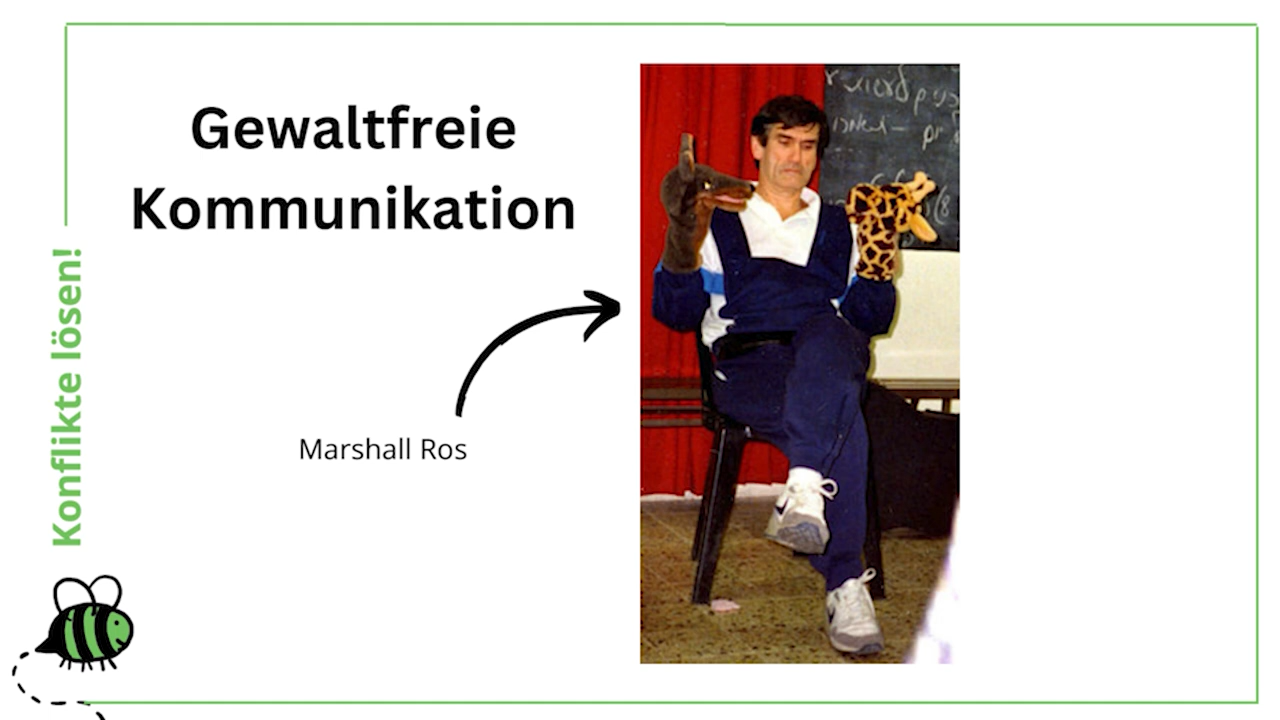 Gewaltfreie
Kommunikation
Marshall Ros
Konflikte lösen!